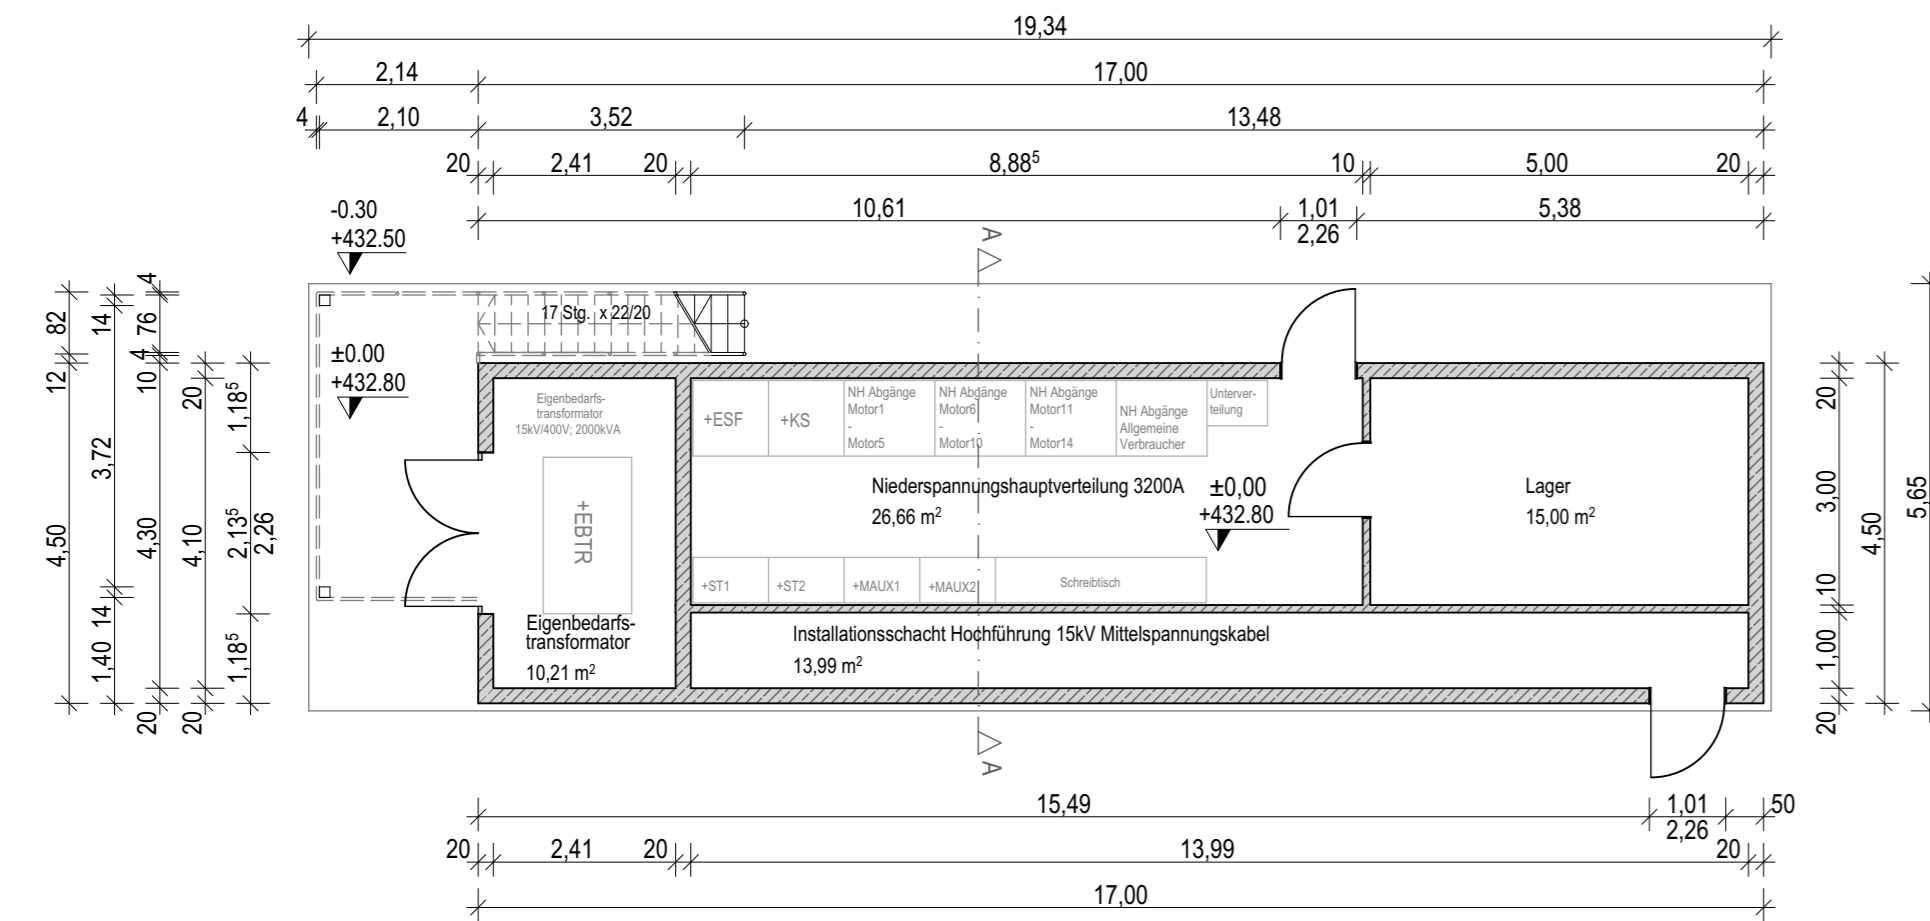 19,34
2,14
17,00
4
2,10
3,52
13,48
20
2,41
20
8,88⁵
10
5,00
20
10,61
1,01
2,26
5,38
-0.30
+432.50
A
17 Stg. x 22/20
±0.00
+432.80
82
12
4,50
14
3,72
14
1,40
4
76
4
10
4,30
20
20
4,10
20
1,18⁵
2,13⁵
2,26
1,18⁵
Eigenbedarfs-
transformator
15kV/400V; 2000kVA
+EBTR
Eigenbedarfs-
transformator
10,21 m²
+ESF
+KS
NH Abgänge
Motor1
-
Motor5
NH Abgänge
Motor6
-
Motor10
NH Abgänge
Motor11
-
Motor14
NH Abgänge
Allgemeine
Verbraucher
Unterver-
teilung
Niederspannungshauptverteilung 3200A
26,66 m²
±0,00
+432.80
Lager
15,00 m²
+ST1
+ST2
+MAUX1
+MAUX2
Schreibtisch
Installationsschacht Hochführung 15kV Mittelspannungskabel
13,99 m²
20
3,00
10
1,00
20
4,50
5,65
A
15,49
1,01
2,26
50
20
2,41
20
13,99
20
17,00